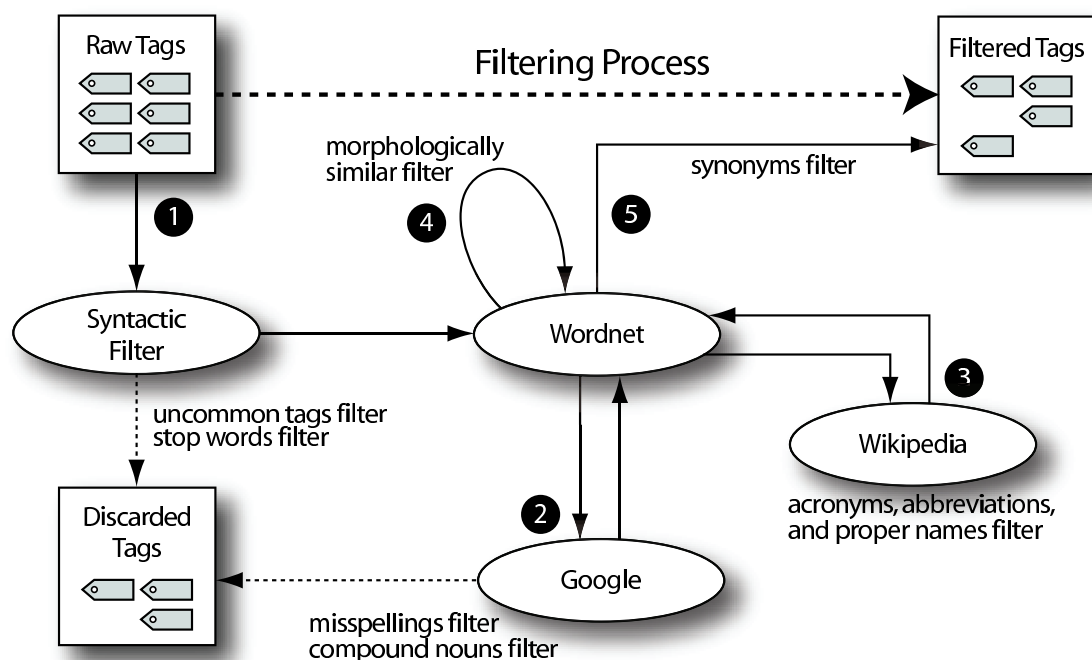 Raw Tags
Filtering Process
Filtered Tags
morphologically
similar filter
synonyms filter
1
4
5
Syntactic
Filter
Wordnet
3
uncommon tags filter
stop words filter
Wikipedia
acronyms, abbreviations,
and proper names filter
Discarded
Tags
2
Google
misspellings filter
compound nouns filter